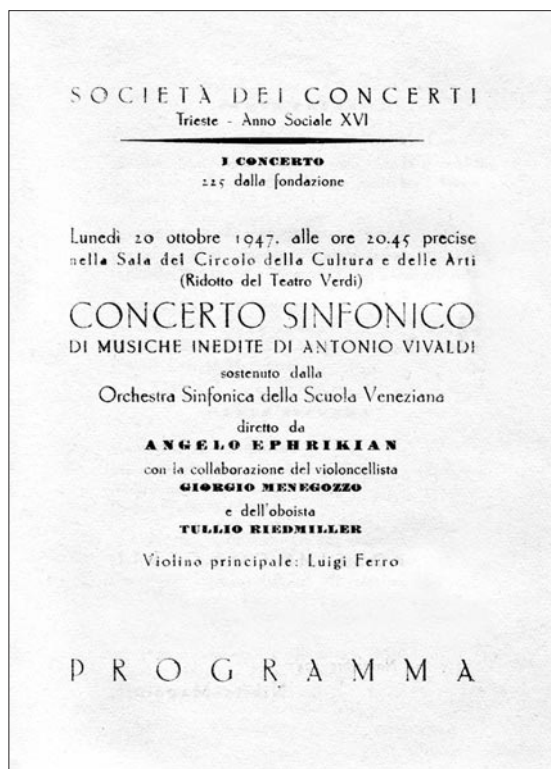 SOCIETÀ DEI CONCERTI
Trieste - Anno Sociale XVI
I CONCERTO
225 dalla fondazione
Lunedì 20 ottobre 1947, alle ore 20.45 precise
nella Sala del Circolo della Cultura e delle Arti
(Ridotto del Teatro Verdi)
CONCERTO SINFONICO
DI MUSICHE INEDITE DI ANTONIO VIVALDI
sostenuto dalla
Orchestra Sinfonica della Scuola Veneziana
diretto da
ANGELO EPHRIKIAN
con la collaborazione del violoncellista
GIORGIO MENEGOZZO
e dell'oboista
TULLIO RIEDMILLER
Violino principale: Luigi Ferro
PROGRAMMA